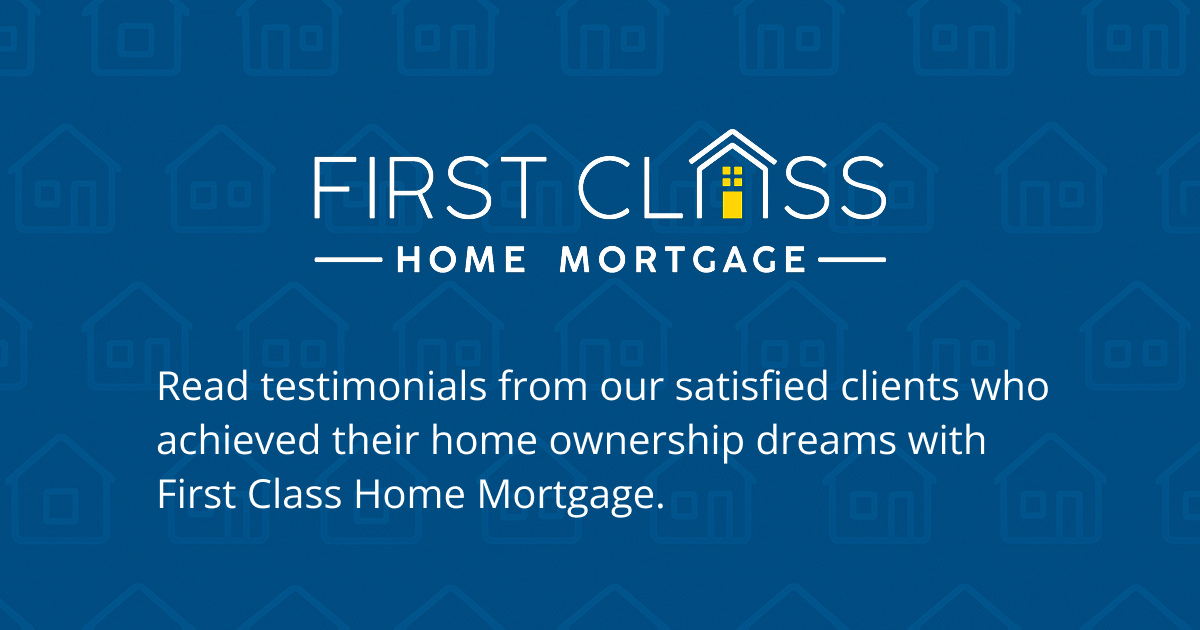 FIRST CLASS
HOME MORTGAGE
Read testimonials from our satisfied clients who
achieved their home ownership dreams with
First Class Home Mortgage.